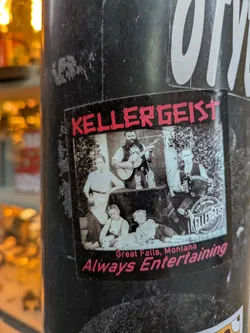 KELLERGEIST
Great Falls, Montana
Always Entertaining